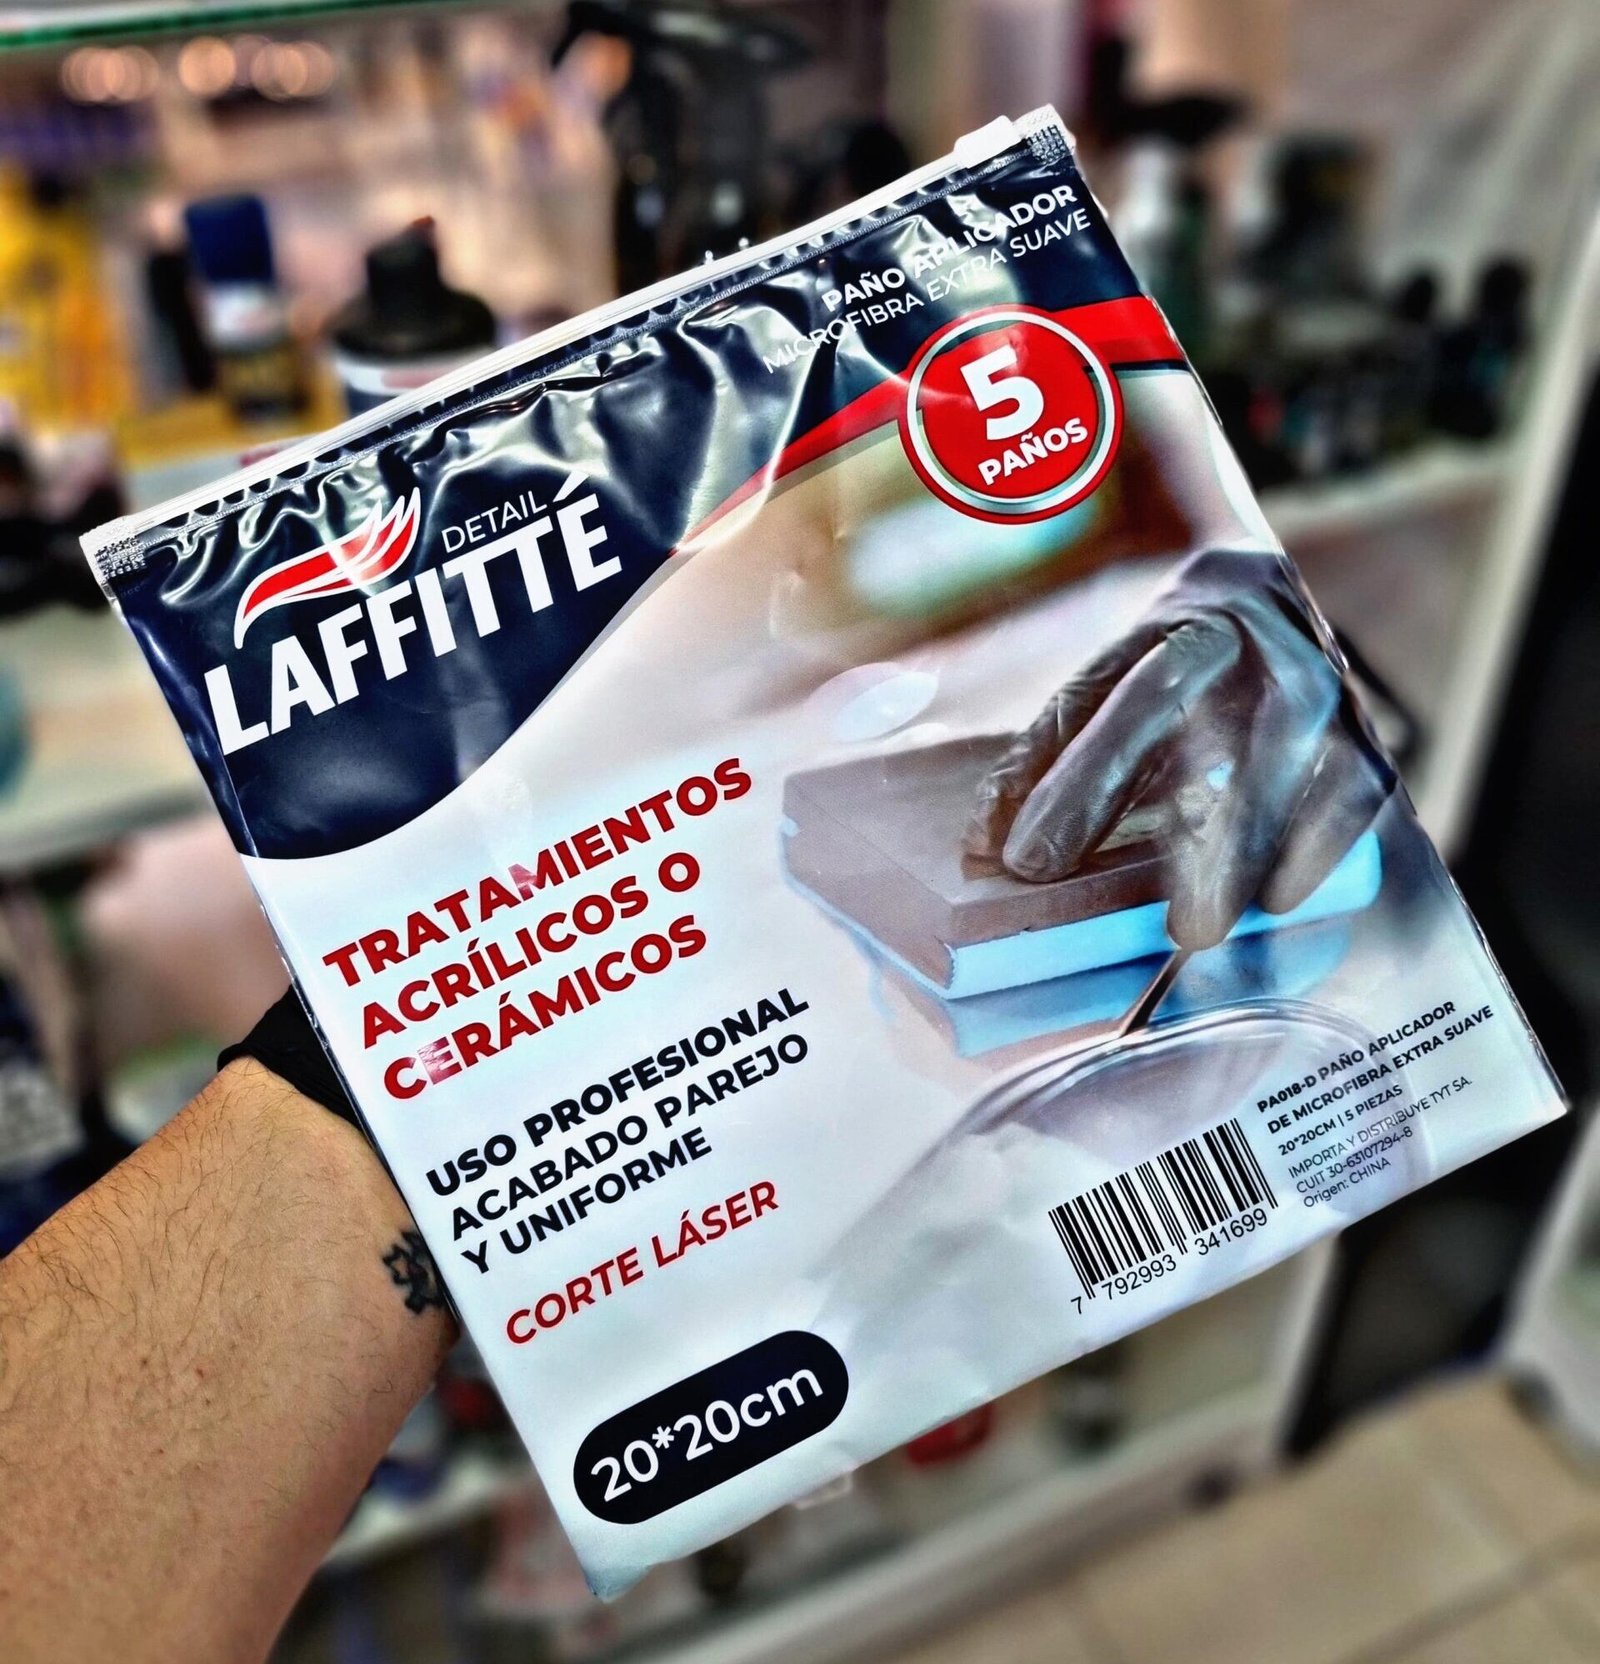 PAÑO APLICADOR
MICROFIBRA EXTRA SUAVE
5
PAÑOS
DETAIL
LAFFITTÉ
TRATAMIENTOS
ACRÍLICOS O
CERÁMICOS
USO PROFESIONAL
ACABADO PAREJO
Y UNIFORME
CORTE LÁSER
20*20cm
PA018-D PAÑO APLICADOR
DE MICROFIBRA EXTRA SUAVE
20*20CM | 5 PIEZAS
IMPORTA Y DISTRIBUYE TYT SA.
CUIT 30-63107294-8
Origen: CHINA
7 792993 341699